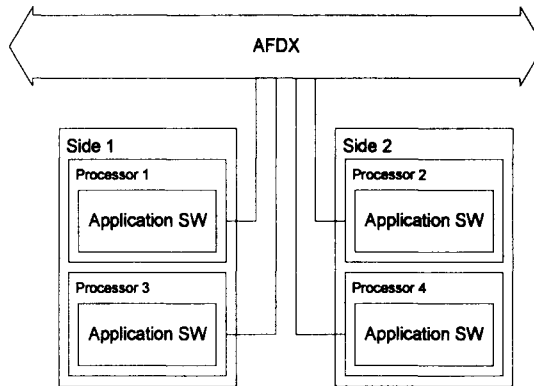 AFDX
Side 1
Side 2
Processor 1
Application SW
Processor 2
Application SW
Processor 3
Application SW
Processor 4
Application SW